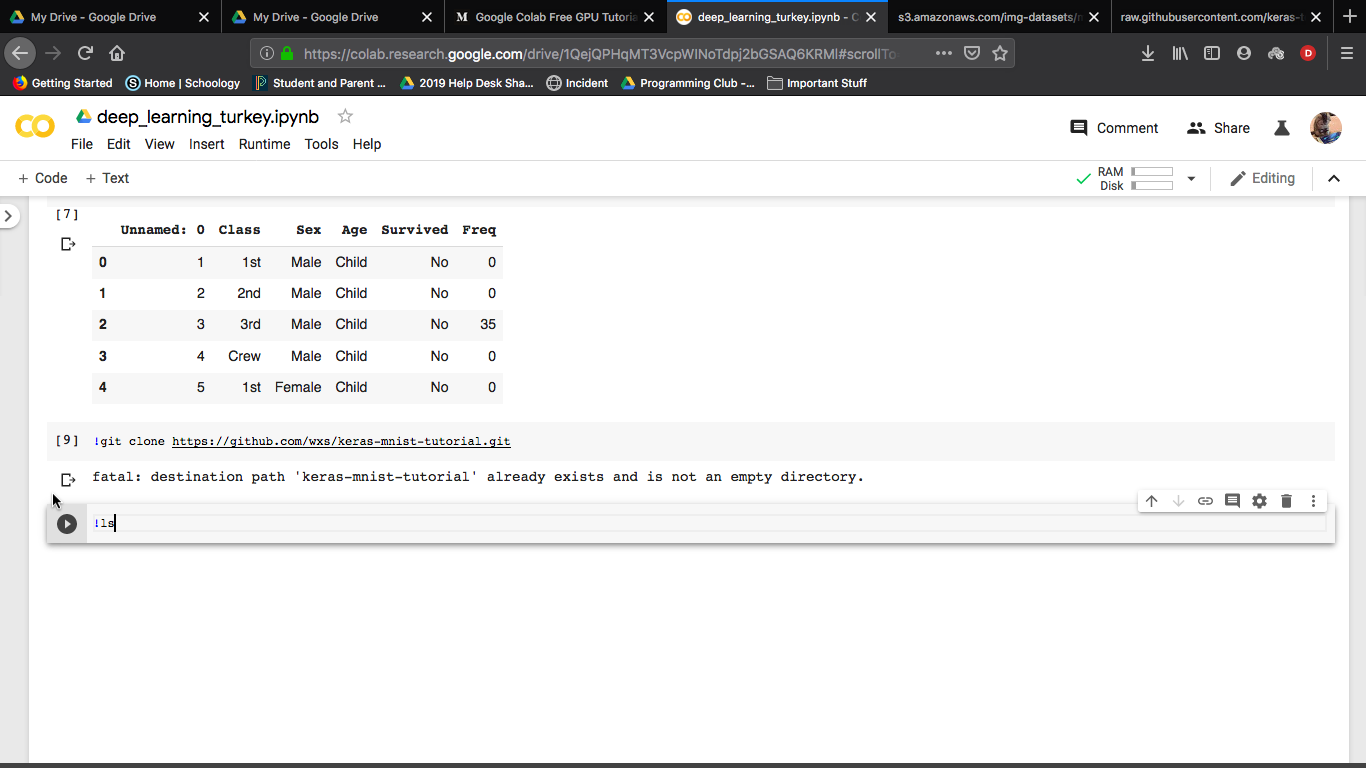 My Drive - Google Drive
My Drive - Google Drive
Google Colab Free GPU Tutoria
deep_learning_turkey.ipynb - C
s3.amazonaws.com/img-datasets/
raw.githubusercontent.com/keras-
https://colab.research.google.com/drive/1QejQPHqMT3VcpWINoTdpj2bGSAQ6KRMI#scrollTo
Getting Started
Home | Schoology
Student and Parent ...
2019 Help Desk Sha...
Incident
Programming Club -...
Important Stuff
deep_learning_turkey.ipynb
File Edit View Insert Runtime Tools Help
Comment
Share
+ Code + Text
RAM
Disk
Editing
[7]
Unnamed: 0 Class Sex Age Survived Freq
0 1 1st Male Child No 0
1 2 2nd Male Child No 0
2 3 3rd Male Child No 35
3 4 Crew Male Child No 0
4 5 1st Female Child No 0
[9] !git clone https://github.com/wxs/keras-mnist-tutorial.git
fatal: destination path 'keras-mnist-tutorial' already exists and is not an empty directory.
!ls